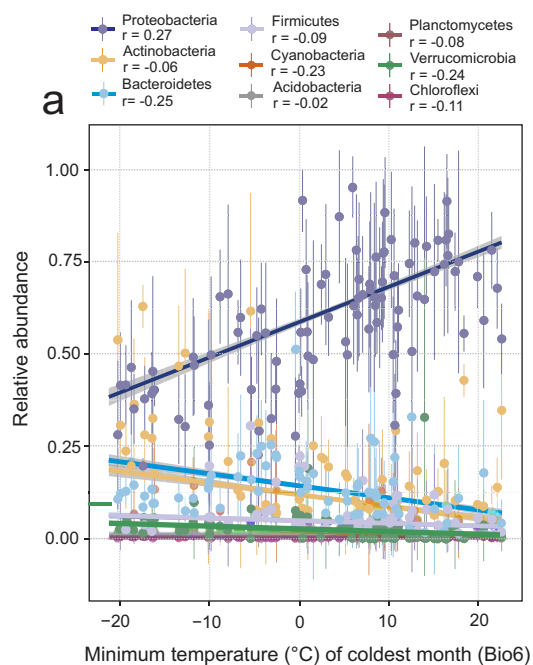 Proteobacteria
r = 0.27
Actinobacteria
r = -0.06
Bacteroidetes
r= -0.25
Firmicutes
r = -0.09
Cyanobacteria
r = -0.23
Acidobacteria
r = -0.02
Planctomycetes
r = -0.08
Verrucomicrobia
r = -0.24
Chloroflexi
r = -0.11
a
1.00
0.75
0.50
0.25
0.00
Relative abundance
−20
−10
0
10
20
Minimum temperature (°C) of coldest month (Bio6)